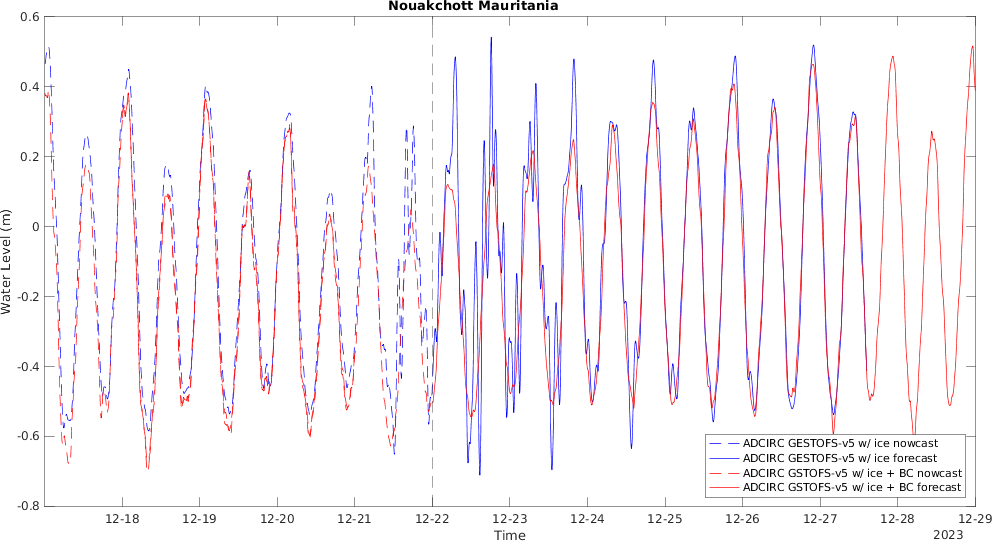 Nouakchott Mauritania
0.6
0.4
0.2
0
-0.2
-0.4
-0.6
-0.8
Water Level (m)
ADCIRC GESTOFS-v5 w/ ice nowcast
ADCIRC GESTOFS-v5 w/ ice forecast
ADCIRC GSTOFS-v5 w/ ice + BC nowcast
ADCIRC GSTOFS-v5 w/ ice + BC forecast
12-18 12-19 12-20 12-21 12-22 12-23 12-24 12-25 12-26 12-27 12-28 12-29
Time 2023